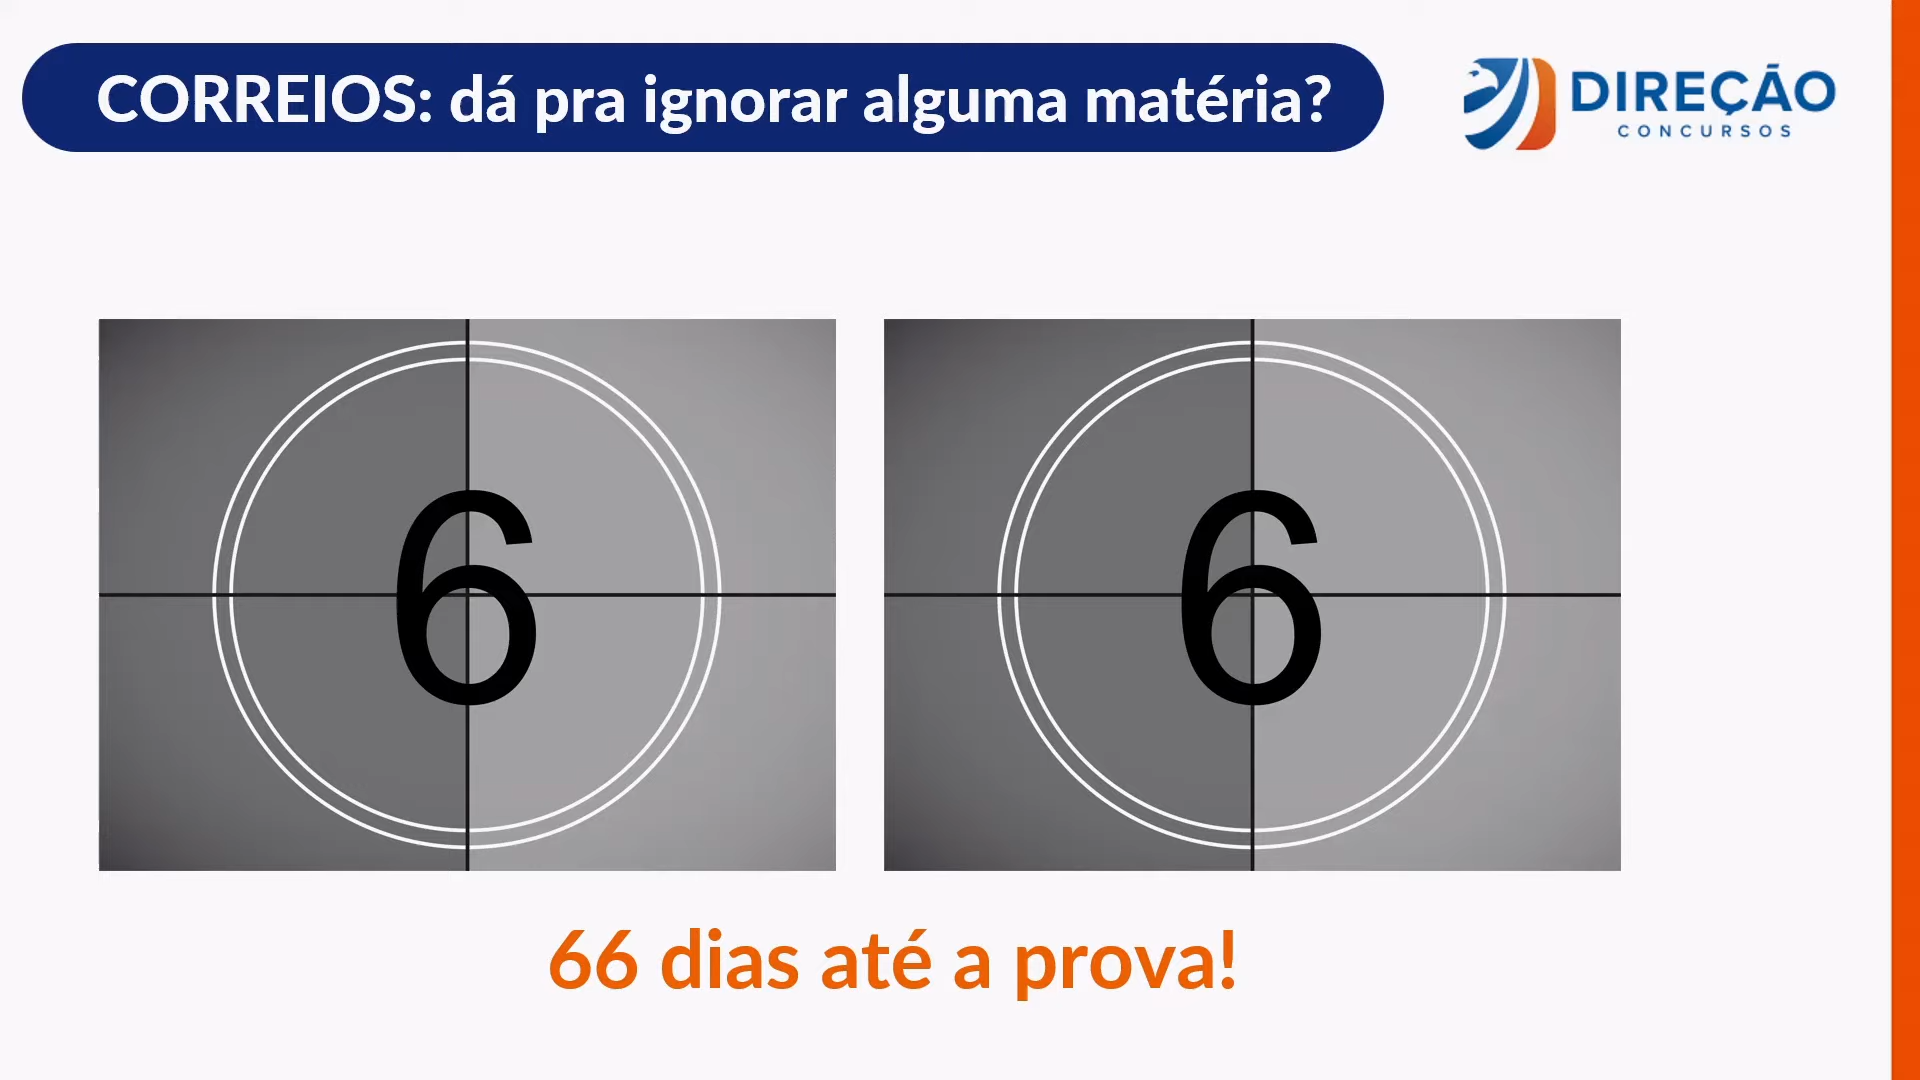 CORREIOS: dá pra ignorar alguma matéria?
DIREÇÃO
CONCURSOS
6
6
66 dias até a prova!